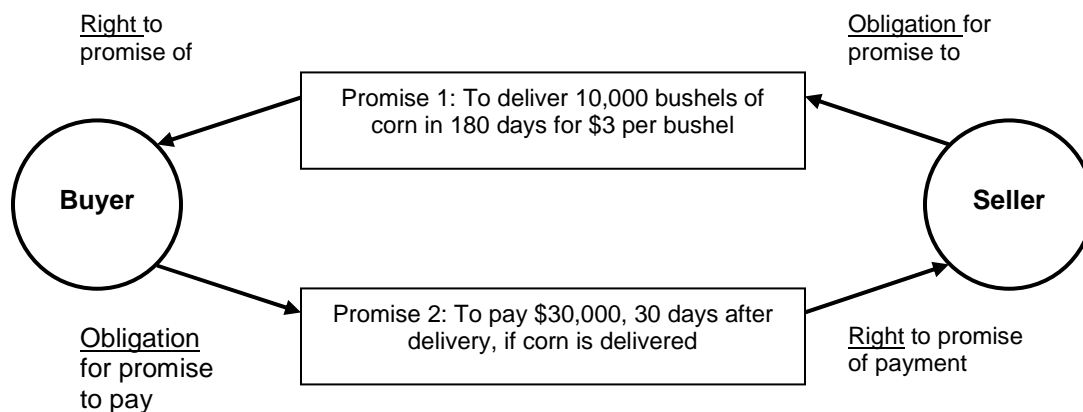 Right to
promise of
Obligation for
promise to
Promise 1: To deliver 10,000 bushels of
corn in 180 days for $3 per bushel
Buyer
Seller
Promise 2: To pay $30,000, 30 days after
delivery, if corn is delivered
Obligation
for promise
to pay
Right to promise
of payment